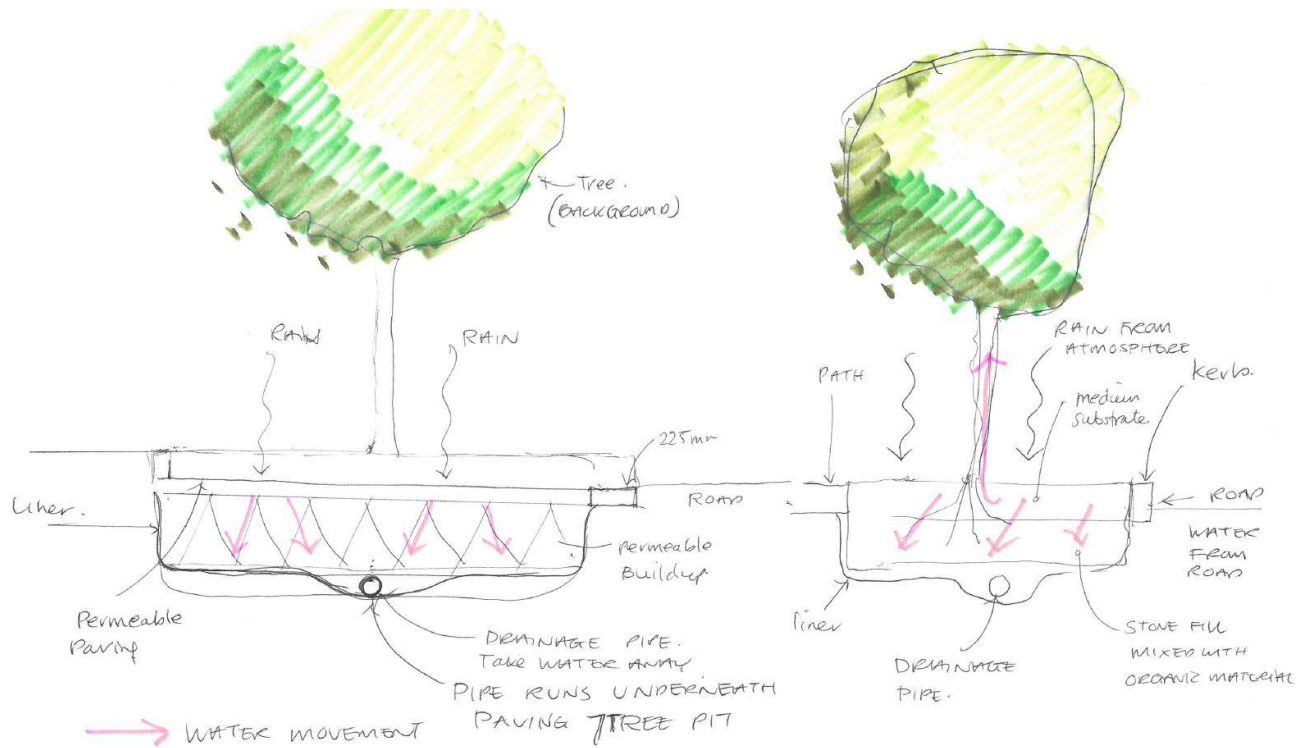 Tree.
(BACKGROUND)
RAIN
RAIN
225mm
ROAD
Liner.
Permeable
Buildup.
Permeable
Paving
DRAINAGE PIPE.
Take WATER AWAY
PIPE RUNS UNDERNEATH
PAVING / TREE PIT
WATER MOVEMENT
RAIN FROM
ATMOSPHERE
PATH
Kerb.
medium
substrate
ROAD
WATER
FROM
ROAD
liner
DRAINAGE
PIPE.
STONE FILL
MIXED WITH
ORGANIC MATERIAL